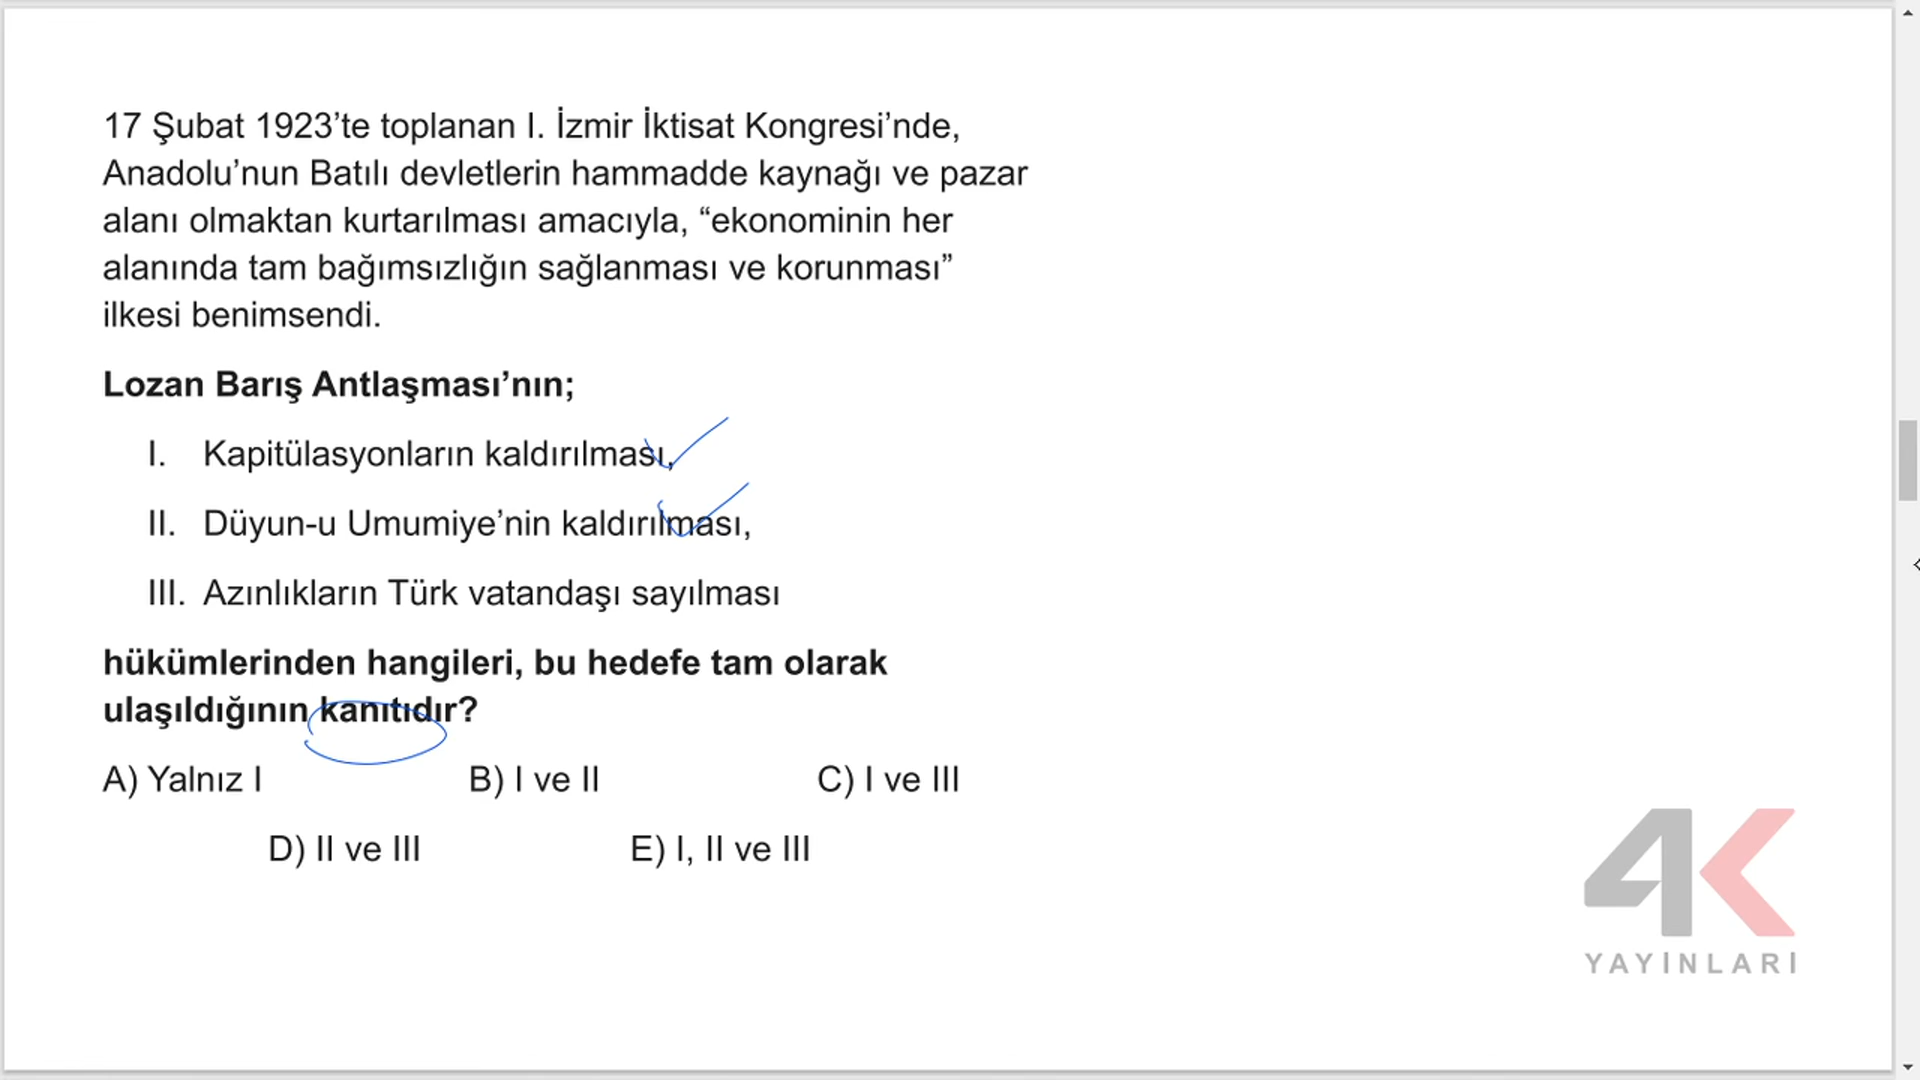 17 Şubat 1923’te toplanan I. İzmir İktisat Kongresi’nde,
Anadolu’nun Batılı devletlerin hammadde kaynağı ve pazar
alanı olmaktan kurtarılması amacıyla, “ekonominin her
alanında tam bağımsızlığın sağlanması ve korunması”
ilkesi benimsendi.
Lozan Barış Antlaşması’nın;
I. Kapitülasyonların kaldırılması,
II. Düyun-u Umumiye’nin kaldırılması,
III. Azınlıkların Türk vatandaşı sayılması
hükümlerinden hangileri, bu hedefe tam olarak
ulaşıldığının kanıtıdır?
A) Yalnız I B) I ve II C) I ve III
D) II ve III E) I, II ve III
4K
YAYINLARI